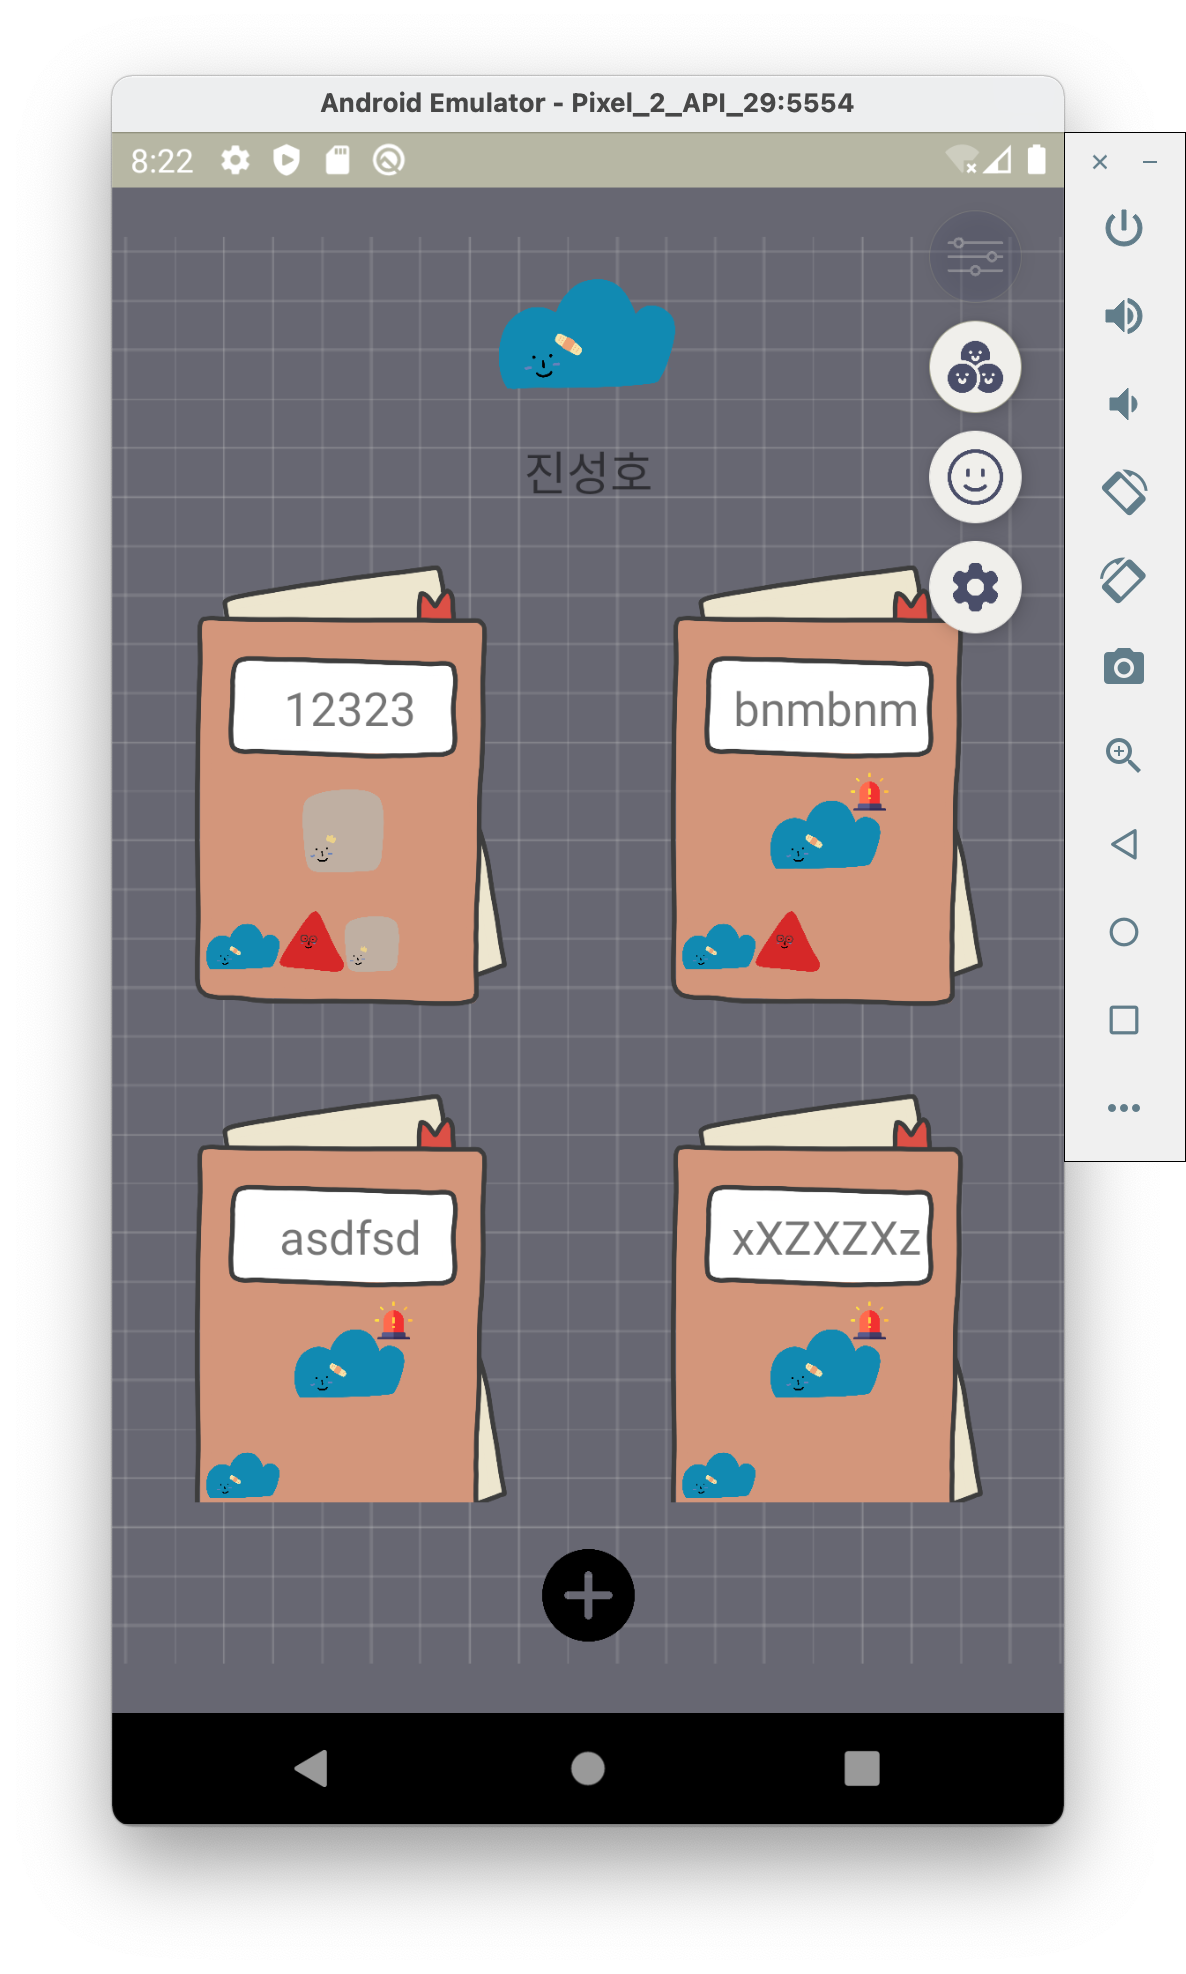 Android Emulator - Pixel_2_API_29:5554
8:22
진성호
12323
bnmbnm
asdfsd
xXZXZXz